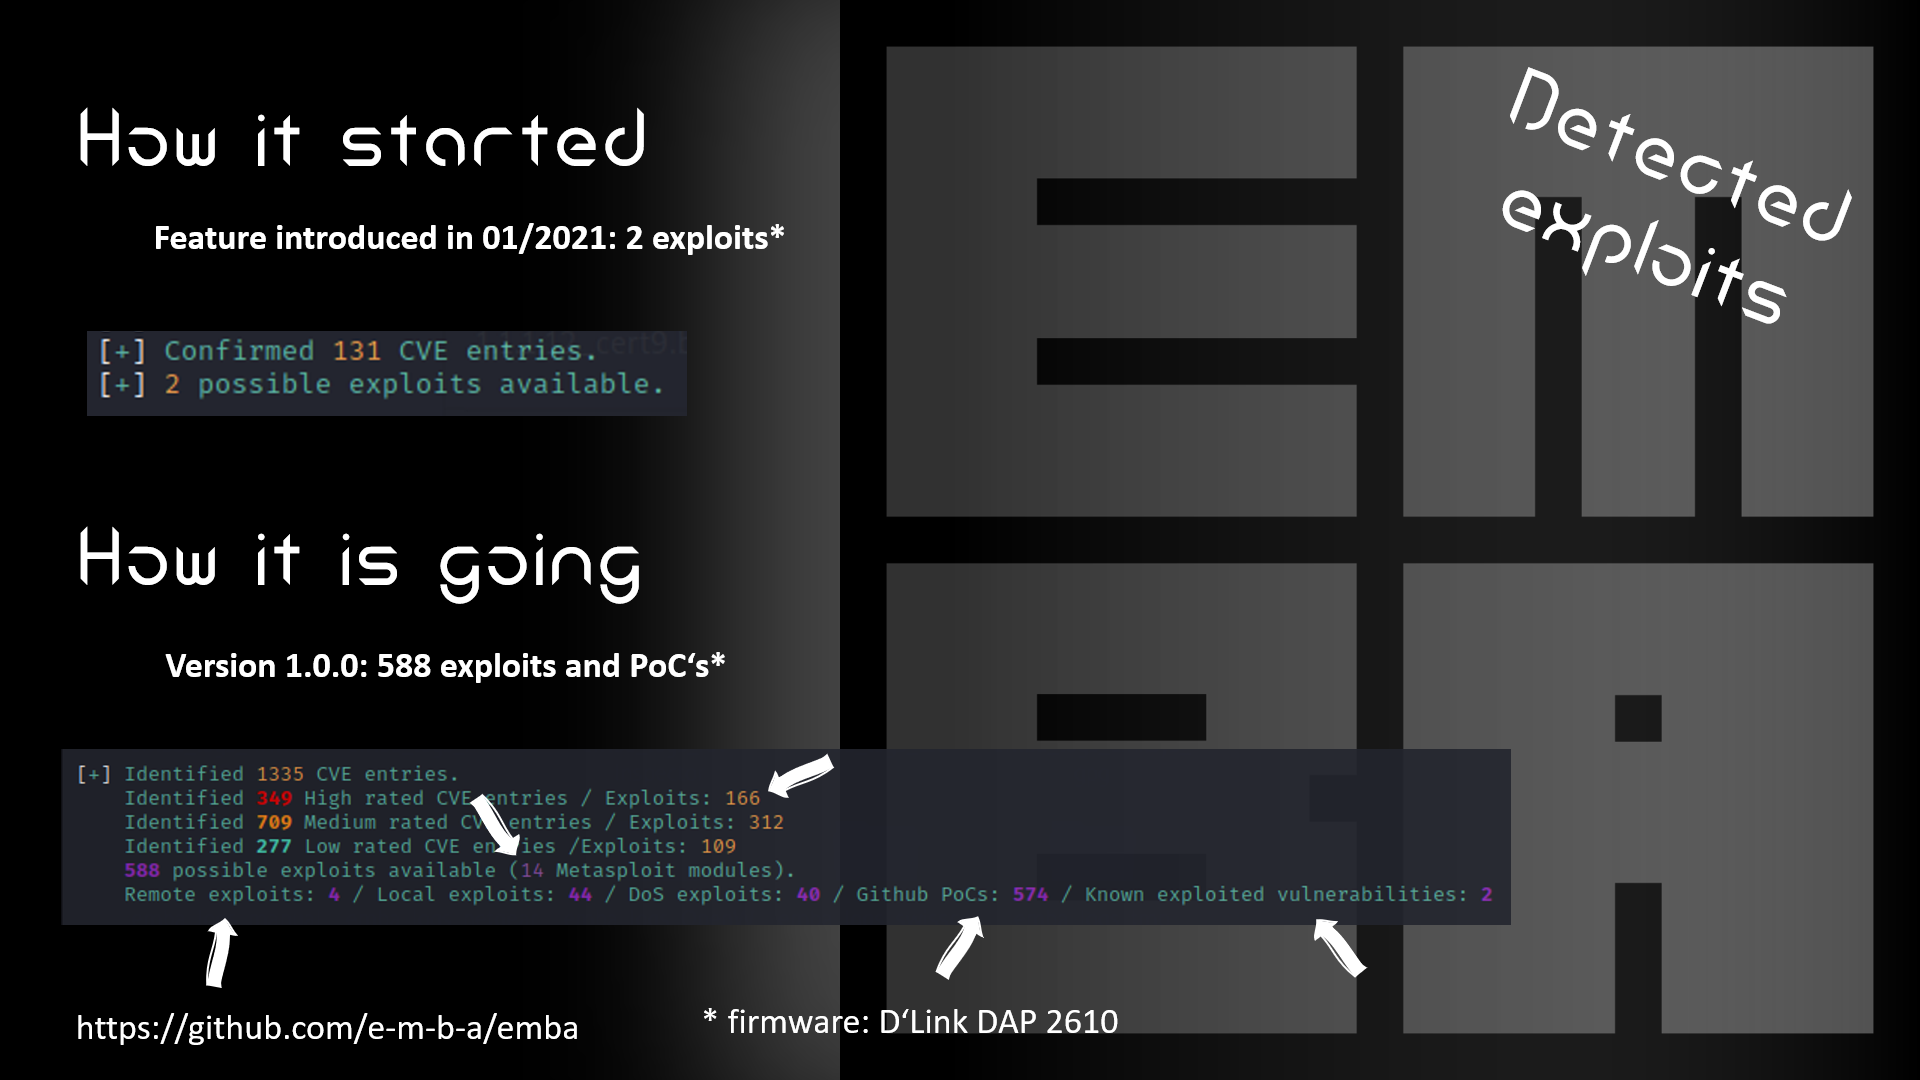 How it started
Detected
exploits
Feature introduced in 01/2021: 2 exploits*
[+] Confirmed 131 CVE entries.
[+] 2 possible exploits available.
How it is going
Version 1.0.0: 588 exploits and PoC‘s*
[+] Identified 1335 CVE entries.
Identified 349 High rated CVE entries / Exploits: 166
Identified 709 Medium rated CVE entries / Exploits: 312
Identified 277 Low rated CVE entries /Exploits: 109
588 possible exploits available (14 Metasploit modules).
Remote exploits: 4 / Local exploits: 44 / DoS exploits: 40 / Github PoCs: 574 / Known exploited vulnerabilities: 2
https://github.com/e-m-b-a/emba
* firmware: D‘Link DAP 2610
EM
BA